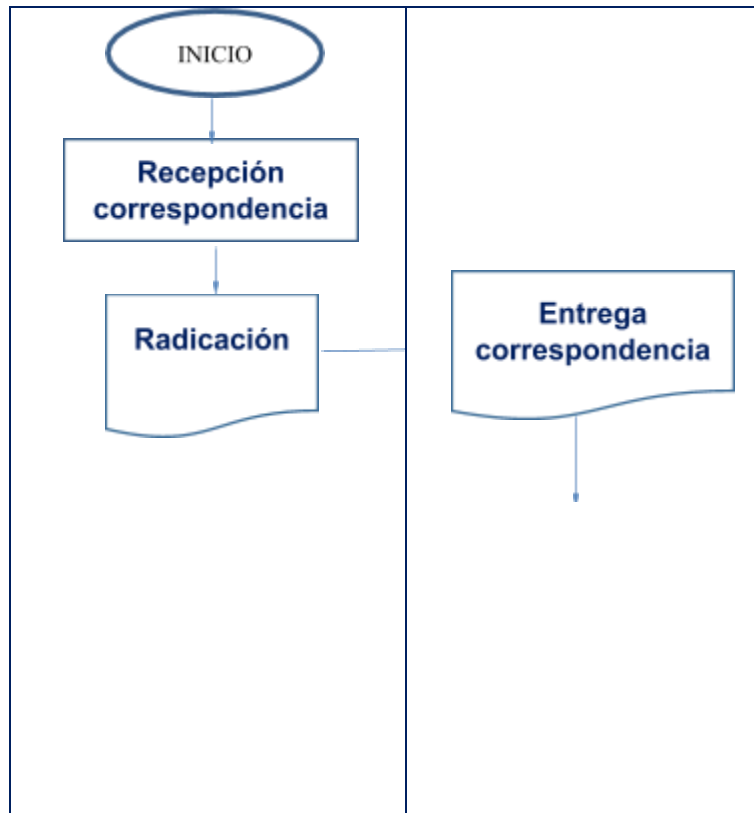 INICIO
Recepción
correspondencia
Radicación
Entrega
correspondencia